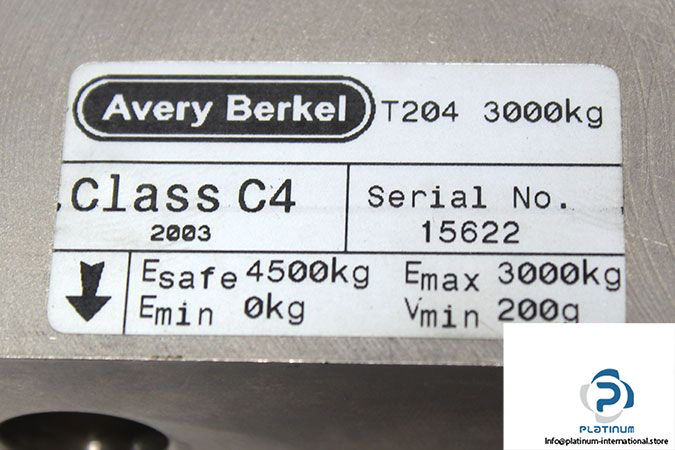 Avery Berkel T204 3000kg
Class C4
2003
Serial No.
15622
Esafe 4500kg Emax 3000kg
Emin 0kg Vmin 200g
PLATINUM
Info@platinum-international.store